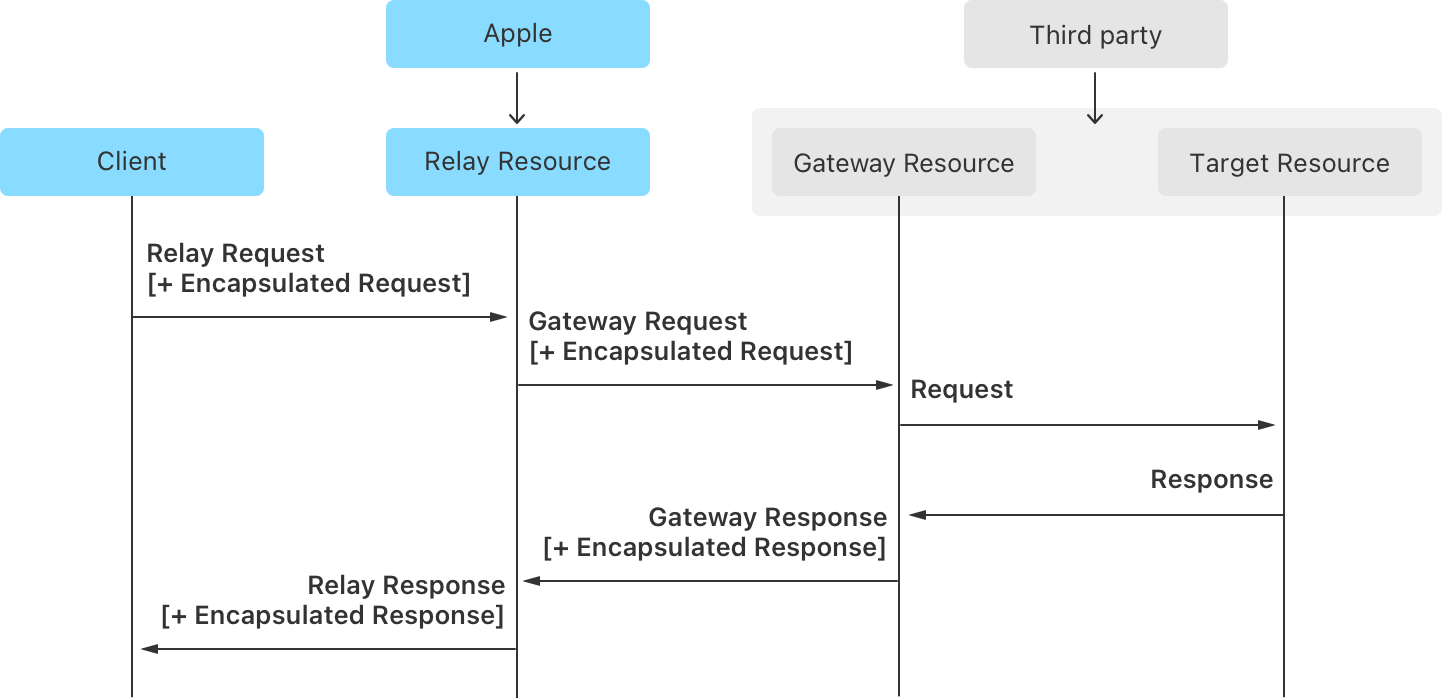 Apple
Third party
Client
Relay Resource
Gateway Resource
Target Resource
Relay Request
[+ Encapsulated Request]
Gateway Request
[+ Encapsulated Request]
Request
Response
Gateway Response
[+ Encapsulated Response]
Relay Response
[+ Encapsulated Response]